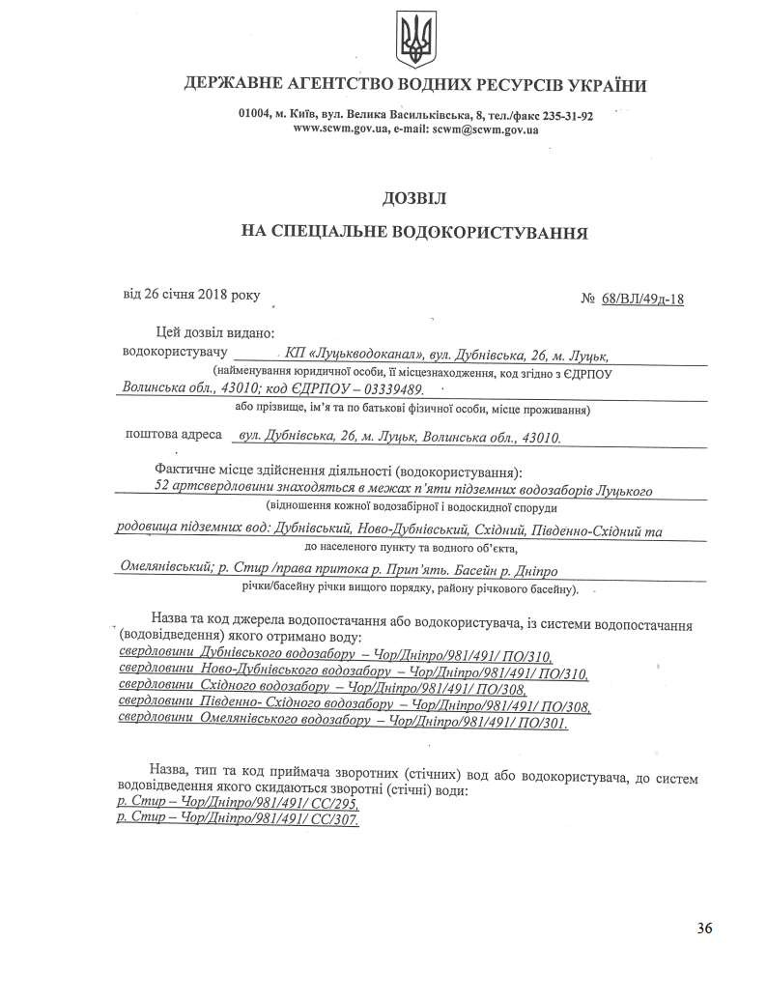 ДЕРЖАВНЕ АГЕНТСТВО ВОДНИХ РЕСУРСІВ УКРАЇНИ
01004, м. Київ, вул. Велика Васильківська, 8, тел./факс 235-31-92
www.scwm.gov.ua, e-mail: scwm@scwm.gov.ua
ДОЗВІЛ
НА СПЕЦІАЛЬНЕ ВОДОКОРИСТУВАННЯ
від 26 січня 2018 року
№ 68/ВЛ/49д-18
Цей дозвіл видано:
водокористувачу КП «Луцькводоканал», вул. Дубнівська, 26, м. Луцьк,
(найменування юридичної особи, її місцезнаходження, код згідно з ЄДРПОУ
Волинська обл., 43010; код ЄДРПОУ – 03339489.
або прізвище, ім’я та по батькові фізичної особи, місце проживання)
поштова адреса вул. Дубнівська, 26, м. Луцьк, Волинська обл., 43010.
Фактичне місце здійснення діяльності (водокористування):
52 артсвердловини знаходяться в межах п’яти підземних водозаборів Луцького
(відношення кожної водозабірної і водоскидної споруди
родовища підземних вод: Дубнівський, Ново-Дубнівський, Східний, Південно-Східний та
до населеного пункту та водного об’єкта,
Омелянівський; р. Стир /права притока р. Прип’ять. Басейн р. Дніпро
річки/басейну річки вищого порядку, району річкового басейну).
Назва та код джерела водопостачання або водокористувача, із системи водопостачання
(водовідведення) якого отримано воду:
свердловини Дубнівського водозабору – Чор/Дніпро/981/491/ ПО/310,
свердловини Ново-Дубнівського водозабору – Чор/Дніпро/981/491/ ПО/310,
свердловини Східного водозабору – Чор/Дніпро/981/491/ ПО/308,
свердловини Південно- Східного водозабору – Чор/Дніпро/981/491/ ПО/308,
свердловини Омелянівського водозабору – Чор/Дніпро/981/491/ ПО/301.
Назва, тип та код приймача зворотних (стічних) вод або водокористувача, до систем
водовідведення якого скидаються зворотні (стічні) води:
р. Стир – Чор/Дніпро/981/491/ СС/295,
р. Стир – Чор/Дніпро/981/491/ СС/307.
36